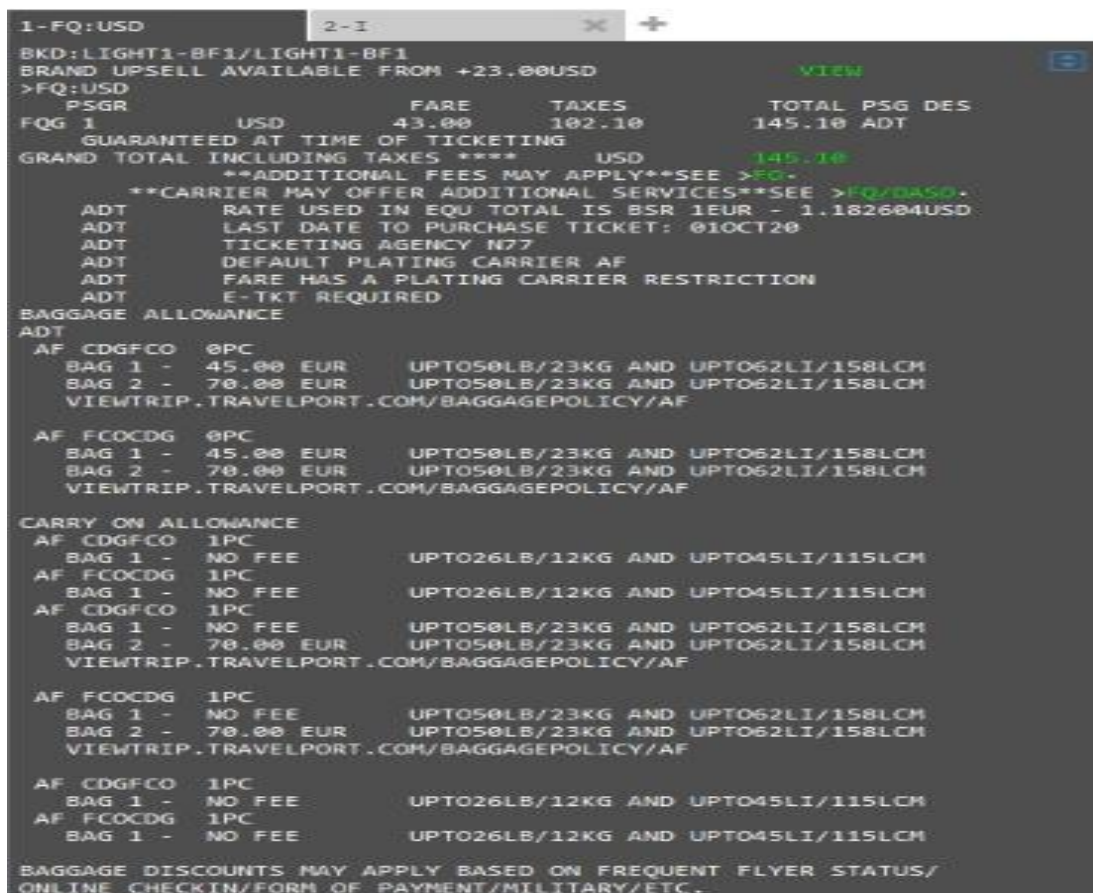 1-FQ:USD 2-I
BKD:LIGHT1-BF1/LIGHT1-BF1
BRAND UPSELL AVAILABLE FROM +23.00USD VIEW
>FQ:USD
PSGR FARE TAXES TOTAL PSG DES
FQG 1 USD 43.00 102.10 145.10 ADT
GUARANTEED AT TIME OF TICKETING
GRAND TOTAL INCLUDING TAXES **** USD 145.10
**ADDITIONAL FEES MAY APPLY**SEE >FO·
**CARRIER MAY OFFER ADDITIONAL SERVICES**SEE >FQ/OASO·
ADT RATE USED IN EQU TOTAL IS BSR 1EUR - 1.182604USD
ADT LAST DATE TO PURCHASE TICKET: 01OCT20
ADT TICKETING AGENCY N77
ADT DEFAULT PLATING CARRIER AF
ADT FARE HAS A PLATING CARRIER RESTRICTION
ADT E-TKT REQUIRED
BAGGAGE ALLOWANCE
ADT
AF CDGFCO 0PC
BAG 1 - 45.00 EUR UPTO50LB/23KG AND UPTO62LI/158LCM
BAG 2 - 70.00 EUR UPTO50LB/23KG AND UPTO62LI/158LCM
VIEWTRIP.TRAVELPORT.COM/BAGGAGEPOLICY/AF
AF FCOCDG 0PC
BAG 1 - 45.00 EUR UPTO50LB/23KG AND UPTO62LI/158LCM
BAG 2 - 70.00 EUR UPTO50LB/23KG AND UPTO62LI/158LCM
VIEWTRIP.TRAVELPORT.COM/BAGGAGEPOLICY/AF
CARRY ON ALLOWANCE
AF CDGFCO 1PC
BAG 1 - NO FEE UPTO26LB/12KG AND UPTO45LI/115LCM
AF FCOCDG 1PC
BAG 1 - NO FEE UPTO26LB/12KG AND UPTO45LI/115LCM
AF CDGFCO 1PC
BAG 1 - NO FEE UPTO50LB/23KG AND UPTO62LI/158LCM
BAG 2 - 70.00 EUR UPTO50LB/23KG AND UPTO62LI/158LCM
VIEWTRIP.TRAVELPORT.COM/BAGGAGEPOLICY/AF
AF FCOCDG 1PC
BAG 1 - NO FEE UPTO50LB/23KG AND UPTO62LI/158LCM
BAG 2 - 70.00 EUR UPTO50LB/23KG AND UPTO62LI/158LCM
VIEWTRIP.TRAVELPORT.COM/BAGGAGEPOLICY/AF
AF CDGFCO 1PC
BAG 1 - NO FEE UPTO26LB/12KG AND UPTO45LI/115LCM
AF FCOCDG 1PC
BAG 1 - NO FEE UPTO26LB/12KG AND UPTO45LI/115LCM
BAGGAGE DISCOUNTS MAY APPLY BASED ON FREQUENT FLYER STATUS/
ONLINE CHECKIN/FORM OF PAYMENT/MILITARY/ETC.